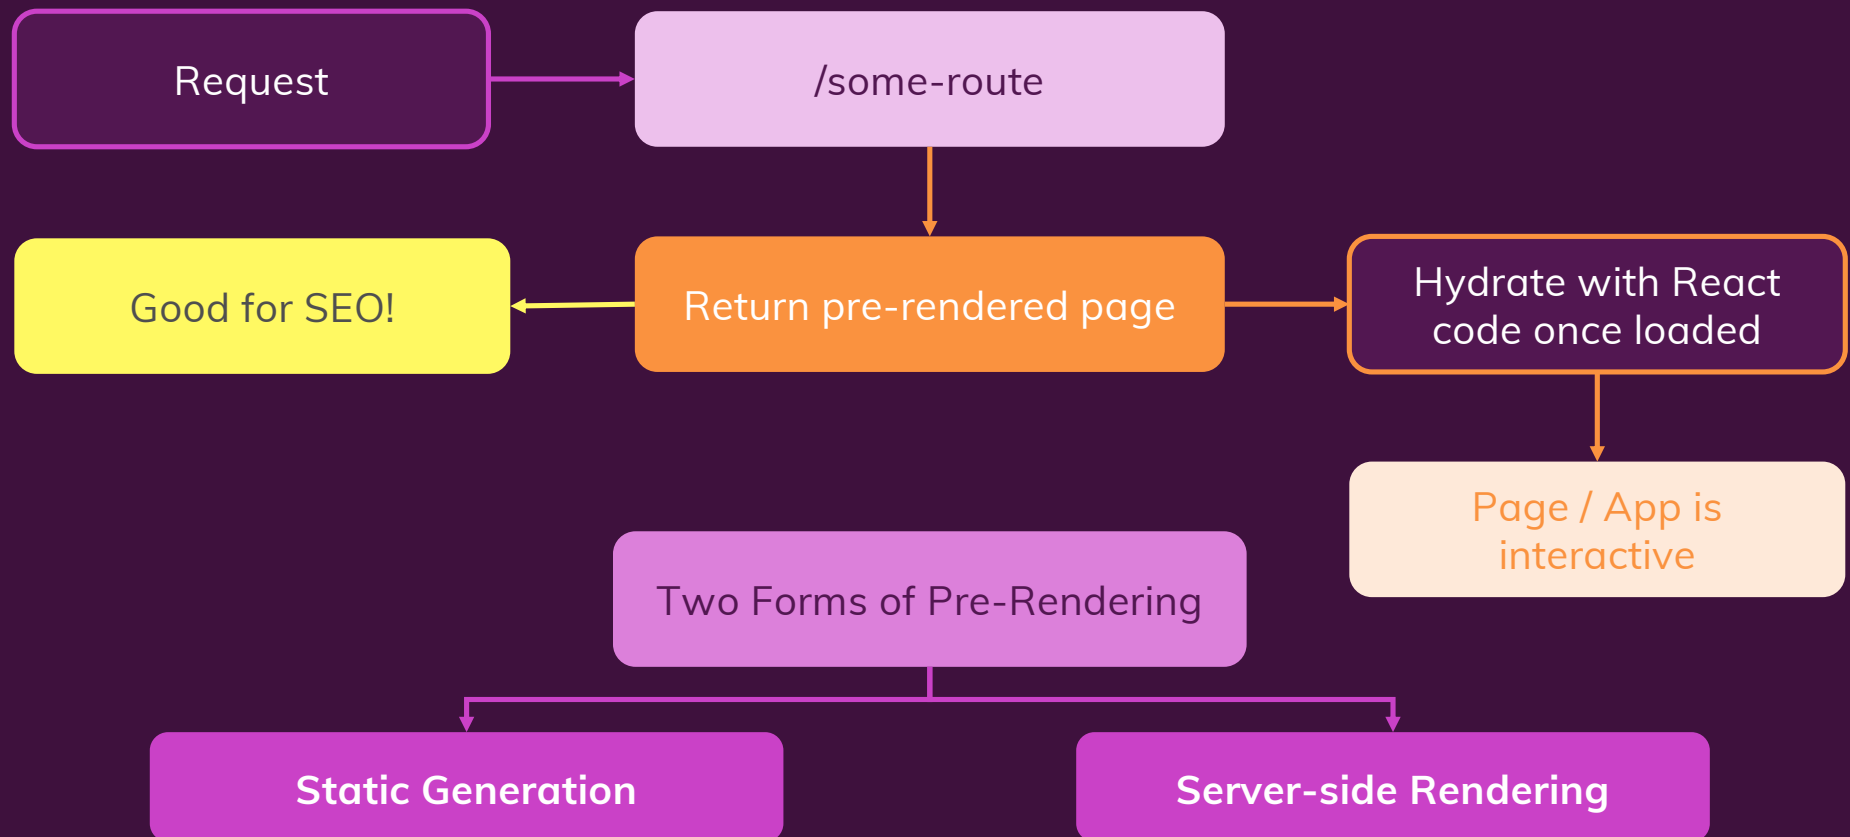 Request
/some-route
Good for SEO!
Return pre-rendered page
Hydrate with React
code once loaded
Page / App is
interactive
Two Forms of Pre-Rendering
Static Generation
Server-side Rendering